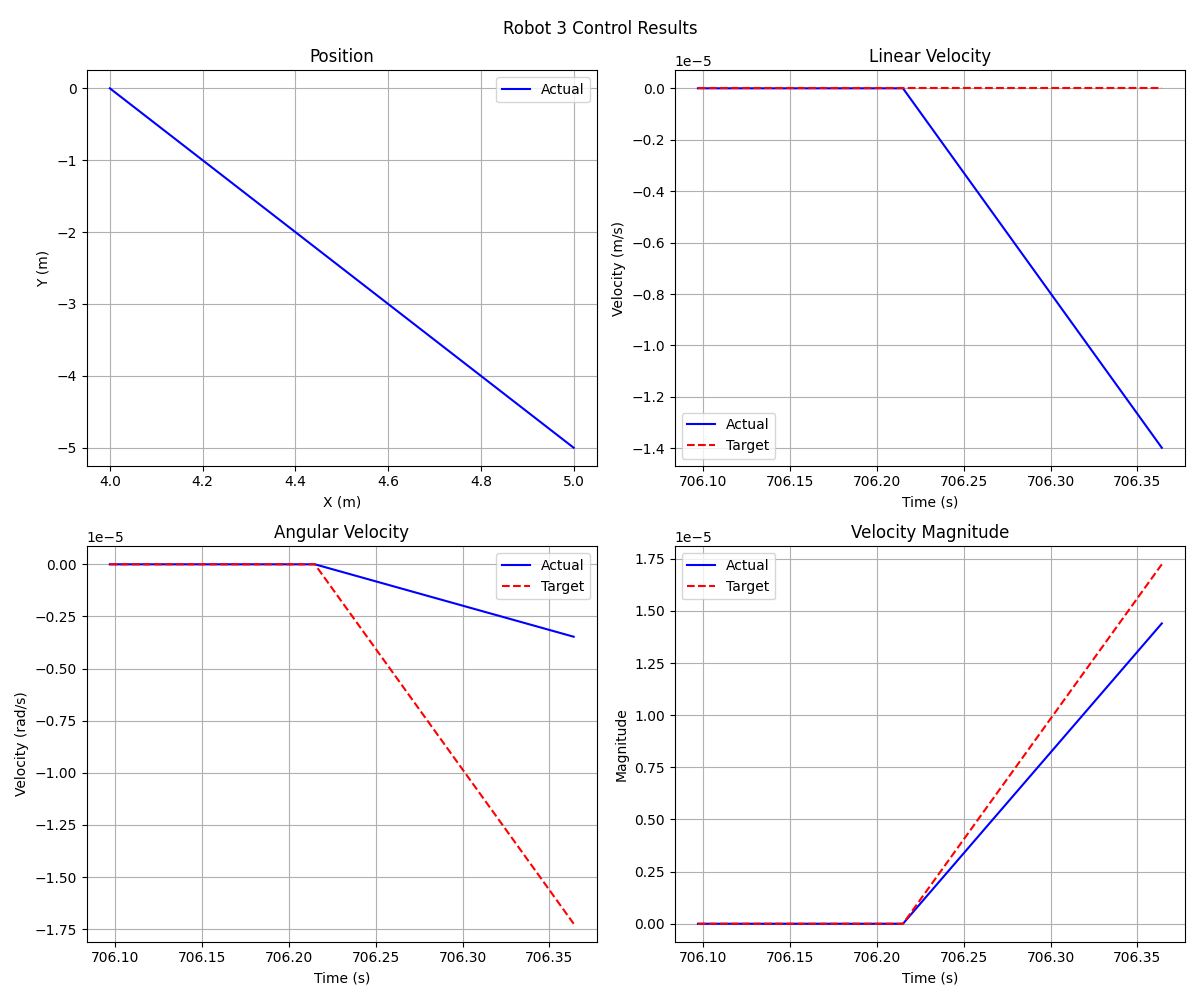 Robot 3 Control Results
Position
Actual
0
−1
−2
−3
−4
−5
Y (m)
4.0 4.2 4.4 4.6 4.8 5.0
X (m)
Linear Velocity
1e−5
0.0
−0.2
−0.4
−0.6
−0.8
−1.0
−1.2
−1.4
Velocity (m/s)
Actual
Target
706.10 706.15 706.20 706.25 706.30 706.35
Time (s)
Angular Velocity
1e−5
Actual
Target
0.00
−0.25
−0.50
−0.75
−1.00
−1.25
−1.50
−1.75
Velocity (rad/s)
706.10 706.15 706.20 706.25 706.30 706.35
Time (s)
Velocity Magnitude
1e−5
Actual
Target
1.75
1.50
1.25
1.00
0.75
0.50
0.25
0.00
Magnitude
706.10 706.15 706.20 706.25 706.30 706.35
Time (s)